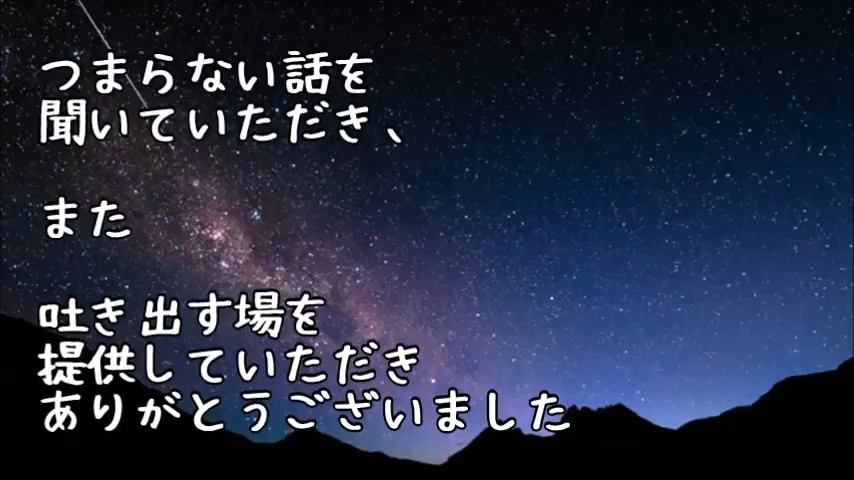 つまらない話を
聞いていただき、
また
吐き出す場を
提供していただき
ありがとうございました